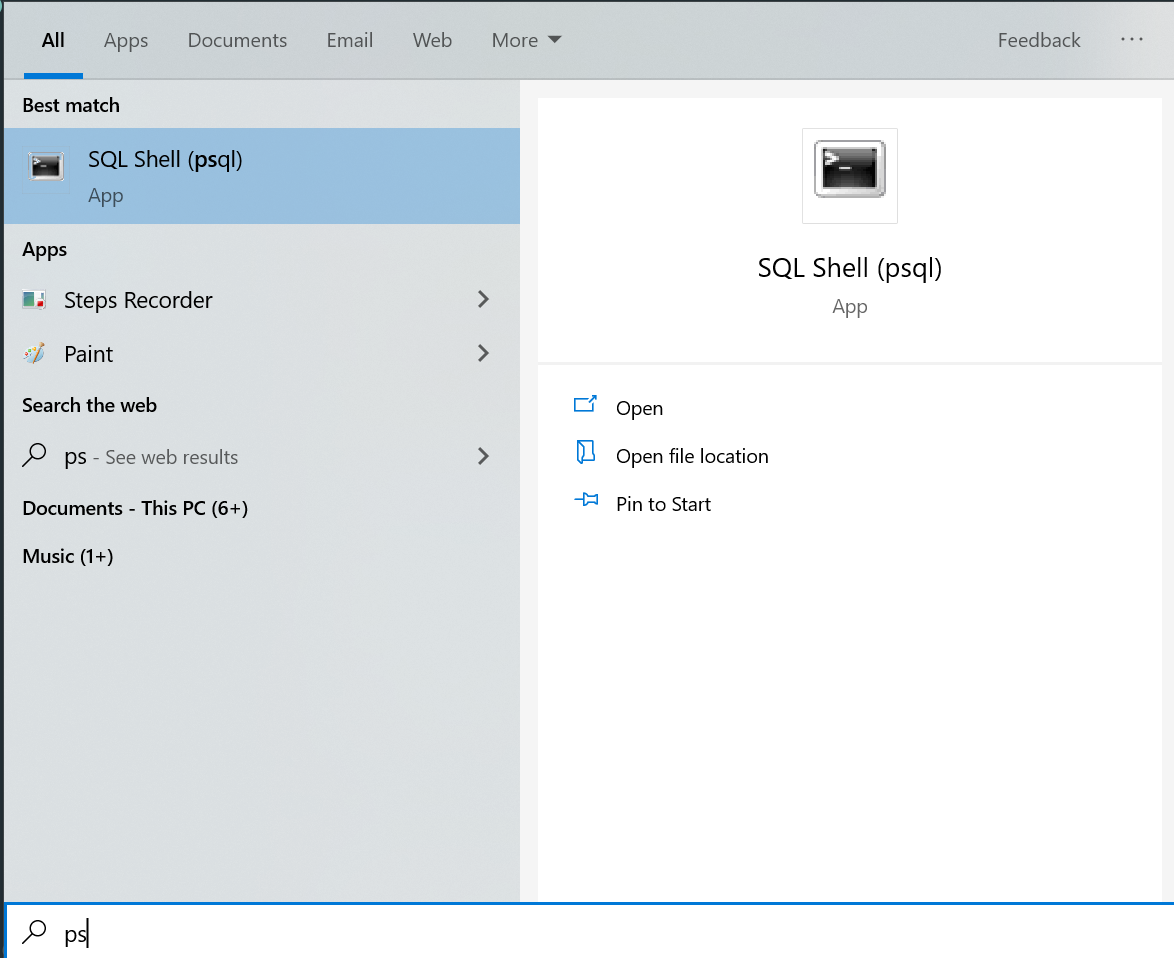 All Apps Documents Email Web More Feedback ...
Best match
SQL Shell (psql)
App
Apps
Steps Recorder
Paint
Search the web
ps - See web results
Documents - This PC (6+)
Music (1+)
SQL Shell (psql)
App
Open
Open file location
Pin to Start
ps